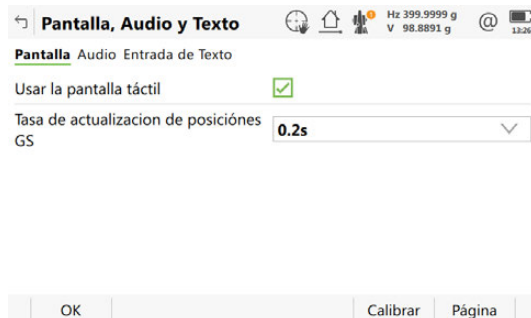 Pantalla, Audio y Texto
Hz 399.9999 g
V 98.8891 g
@
13:26
Pantalla Audio Entrada de Texto
Usar la pantalla táctil
Tasa de actualizacion de posiciónes
GS
0.2s
OK Calibrar Página